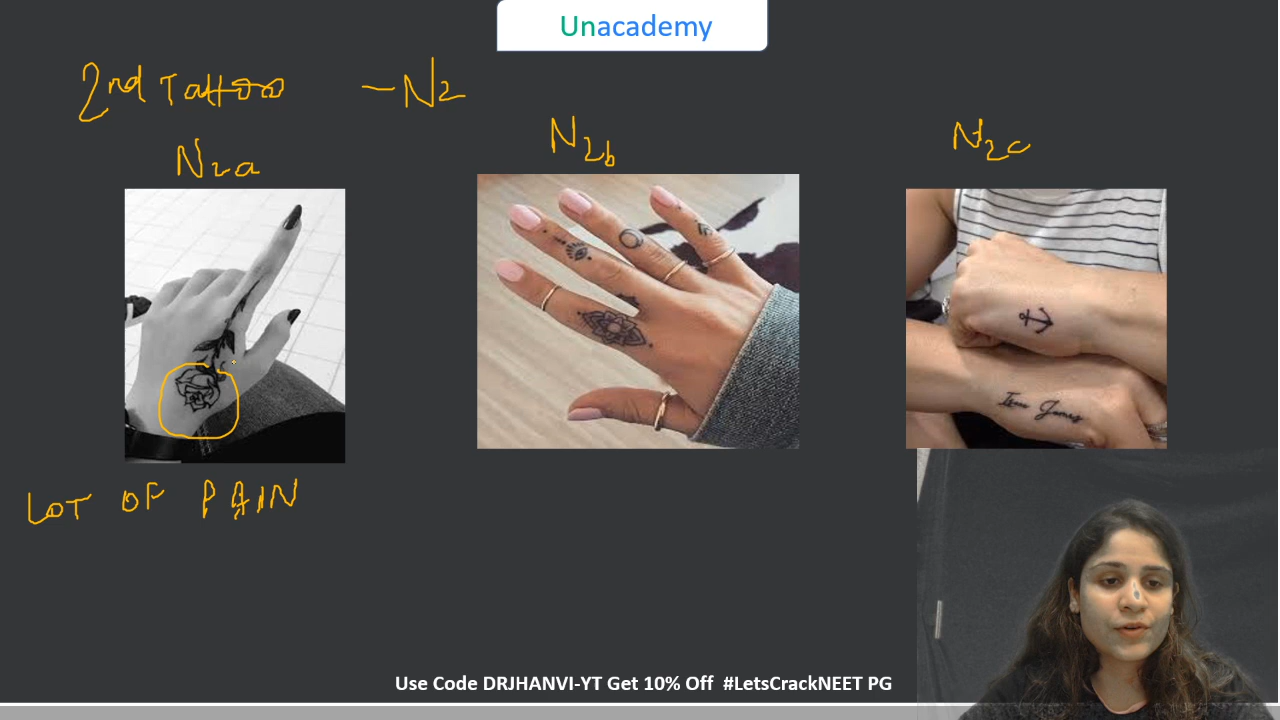 Unacademy
2nd Tattoo - N2
N2a
N2b
N2c
LOT OF PAIN
Use Code DRJHANVI-YT Get 10% Off #LetsCrackNEET PG